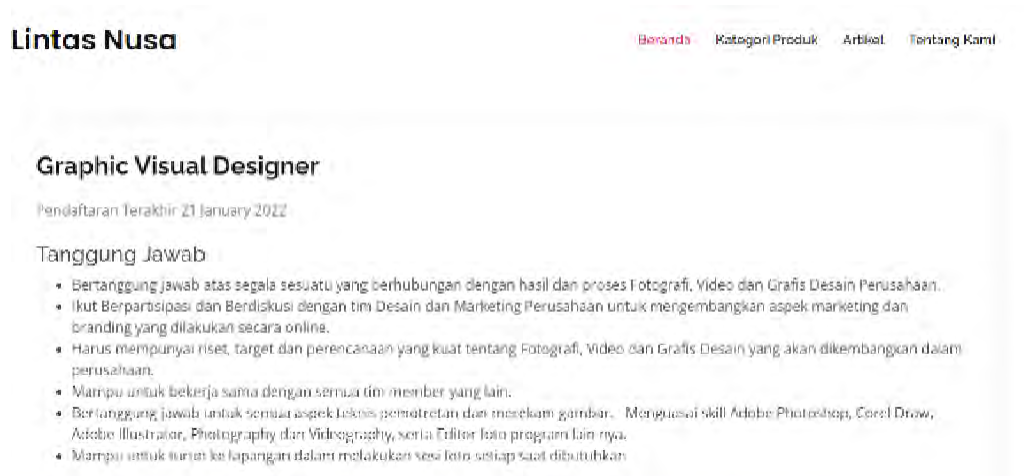 Lintas Nusa
Beranda Kategori Produk Artikel Tentang Kami
Graphic Visual Designer
Pendaftaran Terakhir 21 January 2022
Tanggung Jawab
• Bertanggung jawab atas segala sesuatu yang berhubungan dengan hasil dan proses Fotografi, Video dan Grafis Desain Perusahaan.
• Ikut Berpartisipasi dan Berdiskusi dengan tim Desain dan Marketing Perusahaan untuk mengembangkan aspek marketing dan
branding yang dilakukan secara online.
• Harus mempunyai riset, target dan perencanaan yang kuat tentang Fotografi, Video dan Grafis Desain yang akan dikembangkan dalam
perusahaan.
• Mampu untuk bekerja sama dengan semua tim member yang lain.
• Bertanggung jawab untuk semua aspek teknis pemotretan dan merekam gambar. Menguasai skill Adobe Photoshop, Corel Draw,
Adobe Illustrator, Photography dan Videography, serta Editor foto program lain nya.
• Mampu untuk turun ke lapangan dalam melakukan sesi foto setiap saat dibutuhkan